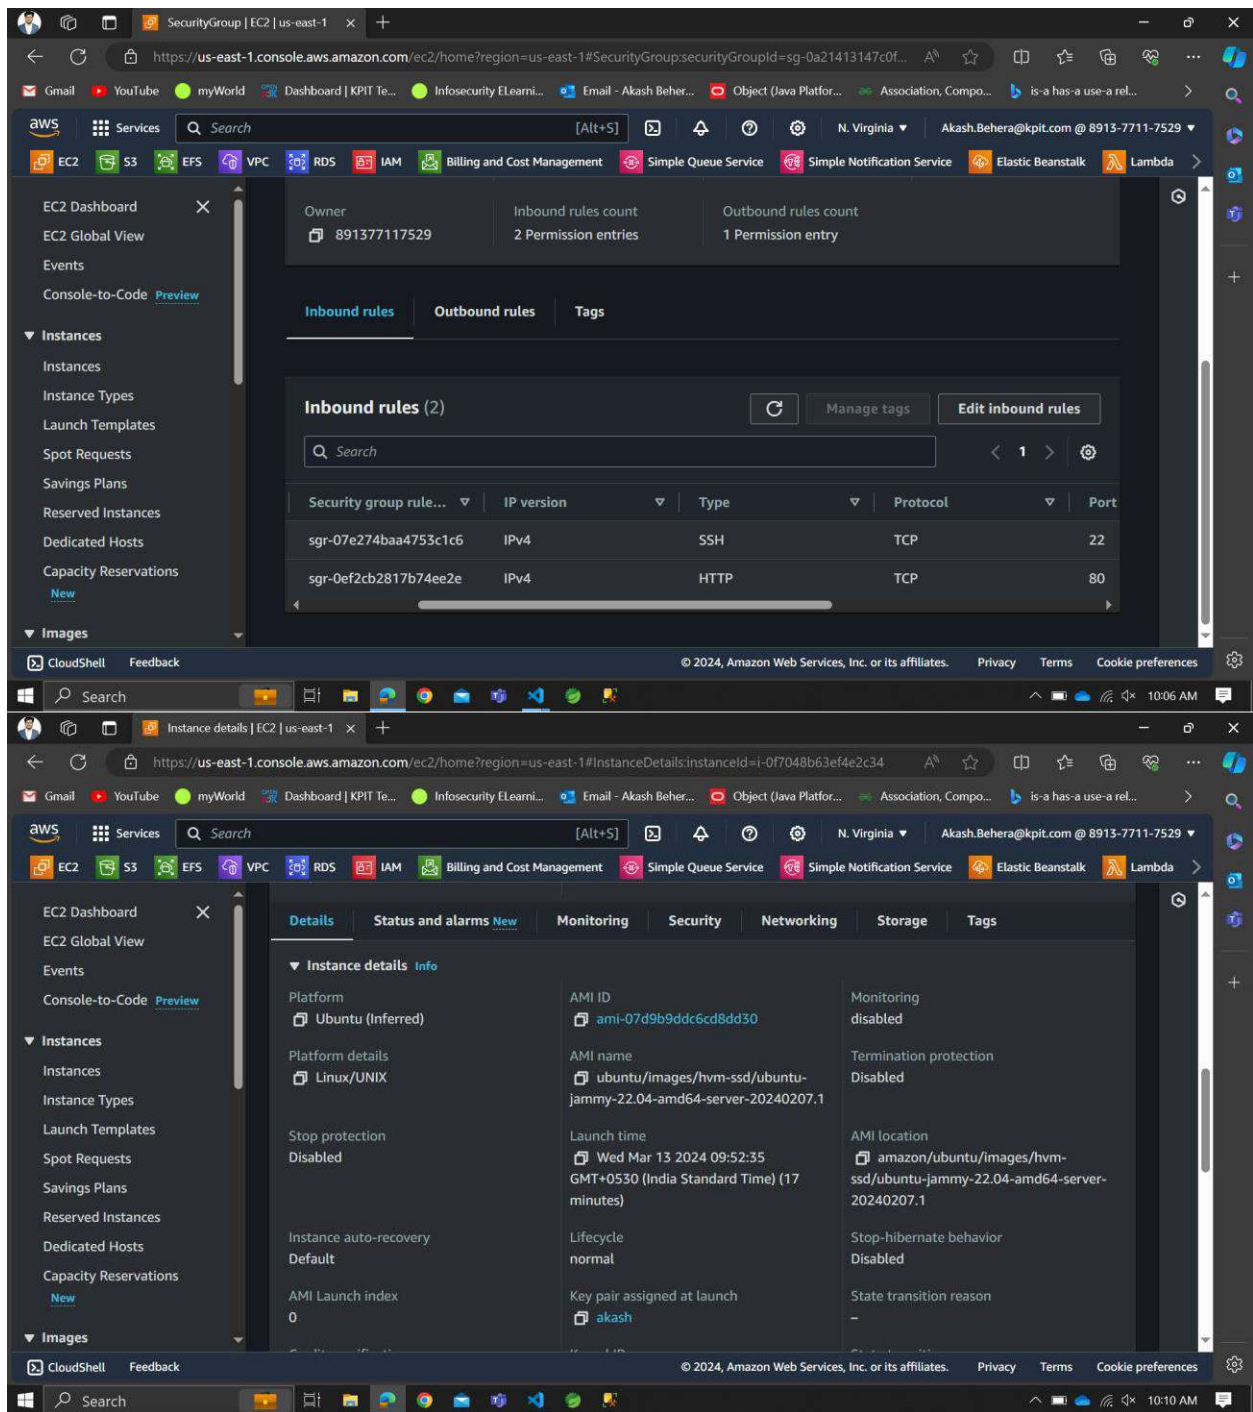 SecurityGroup | EC2 | us-east-1
https://us-east-1.console.aws.amazon.com/ec2/home?region=us-east-1#SecurityGroup:securityGroupId=sg-0a21413147c0f...
Gmail YouTube myWorld Dashboard | KPIT Te... Infosecurity ELearni... Email - Akash Beher... Object (Java Platfor... Association, Compo... is-a has-a use-a rel...
aws Services Search [Alt+S] N. Virginia Akash.Behera@kpit.com @ 8913-7711-7529
EC2 S3 EFS VPC RDS IAM Billing and Cost Management Simple Queue Service Simple Notification Service Elastic Beanstalk Lambda
EC2 Dashboard
EC2 Global View
Events
Console-to-Code Preview
Instances
Instances
Instance Types
Launch Templates
Spot Requests
Savings Plans
Reserved Instances
Dedicated Hosts
Capacity Reservations
New
Images
Owner Inbound rules count Outbound rules count
891377117529 2 Permission entries 1 Permission entry
Inbound rules Outbound rules Tags
Inbound rules (2) Manage tags Edit inbound rules
Search 1
Security group rule... IP version Type Protocol Port
sgr-07e274baa4753c1c6 IPv4 SSH TCP 22
sgr-0ef2cb2817b74ee2e IPv4 HTTP TCP 80
CloudShell Feedback © 2024, Amazon Web Services, Inc. or its affiliates. Privacy Terms Cookie preferences
Search 10:06 AM
Instance details | EC2 | us-east-1
https://us-east-1.console.aws.amazon.com/ec2/home?region=us-east-1#InstanceDetails:instanceId=i-0f7048b63ef4e2c34
Gmail YouTube myWorld Dashboard | KPIT Te... Infosecurity ELearni... Email - Akash Beher... Object (Java Platfor... Association, Compo... is-a has-a use-a rel...
aws Services Search [Alt+S] N. Virginia Akash.Behera@kpit.com @ 8913-7711-7529
EC2 S3 EFS VPC RDS IAM Billing and Cost Management Simple Queue Service Simple Notification Service Elastic Beanstalk Lambda
EC2 Dashboard
EC2 Global View
Events
Console-to-Code Preview
Instances
Instances
Instance Types
Launch Templates
Spot Requests
Savings Plans
Reserved Instances
Dedicated Hosts
Capacity Reservations
New
Images
Details Status and alarms New Monitoring Security Networking Storage Tags
Instance details Info
Platform
Ubuntu (Inferred)
AMI ID
ami-07d9b9ddc6cd8dd30
Monitoring
disabled
Platform details
Linux/UNIX
AMI name
ubuntu/images/hvm-ssd/ubuntu-
jammy-22.04-amd64-server-20240207.1
Termination protection
Disabled
Stop protection
Disabled
Launch time
Wed Mar 13 2024 09:52:35
GMT+0530 (India Standard Time) (17
minutes)
AMI location
amazon/ubuntu/images/hvm-
ssd/ubuntu-jammy-22.04-amd64-server-
20240207.1
Instance auto-recovery
Default
Lifecycle
normal
Stop-hibernate behavior
Disabled
AMI Launch index
0
Key pair assigned at launch
akash
State transition reason
–
CloudShell Feedback © 2024, Amazon Web Services, Inc. or its affiliates. Privacy Terms Cookie preferences
Search 10:10 AM